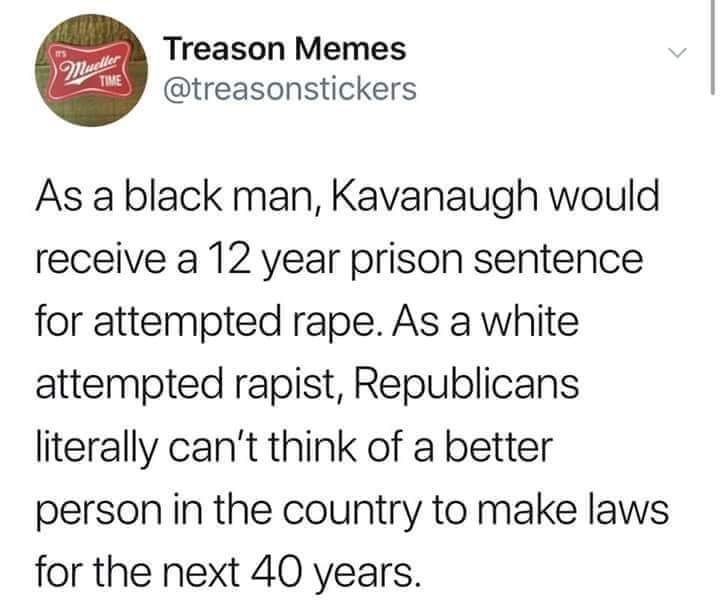 IT'S
Mueller
TIME
Treason Memes
@treasonstickers
As a black man, Kavanaugh would
receive a 12 year prison sentence
for attempted rape. As a white
attempted rapist, Republicans
literally can't think of a better
person in the country to make laws
for the next 40 years.